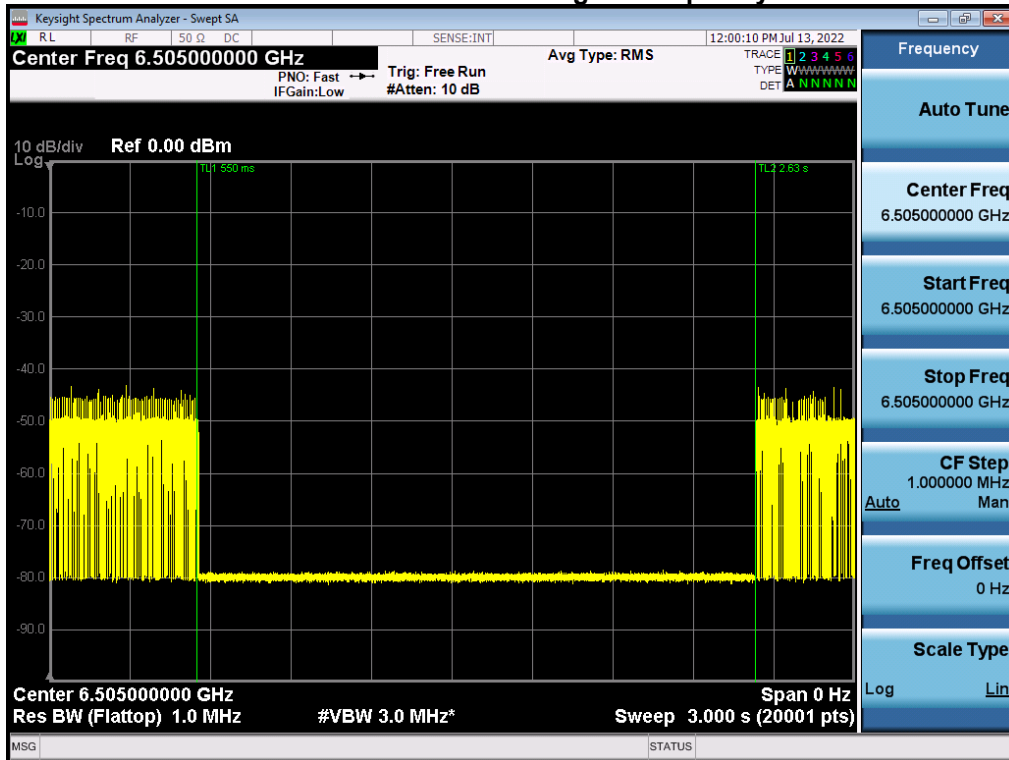 Keysight Spectrum Analyzer - Swept SA
LXI RL RF 50 Ω DC SENSE:INT 12:00:10 PM Jul 13, 2022
Center Freq 6.505000000 GHz
PNO: Fast
IFGain:Low
Trig: Free Run
#Atten: 10 dB
Avg Type: RMS
TRACE 1 2 3 4 5 6
TYPE WWWWWW
DET A N N N N N
10 dB/div Ref 0.00 dBm
Log
TL1 550 ms TL2 2.63 s
-10.0
-20.0
-30.0
-40.0
-50.0
-60.0
-70.0
-80.0
-90.0
Center 6.505000000 GHz Span 0 Hz
Res BW (Flattop) 1.0 MHz #VBW 3.0 MHz* Sweep 3.000 s (20001 pts)
MSG STATUS
Frequency
Auto Tune
Center Freq
6.505000000 GHz
Start Freq
6.505000000 GHz
Stop Freq
6.505000000 GHz
CF Step
1.000000 MHz
Auto Man
Freq Offset
0 Hz
Scale Type
Log Lin